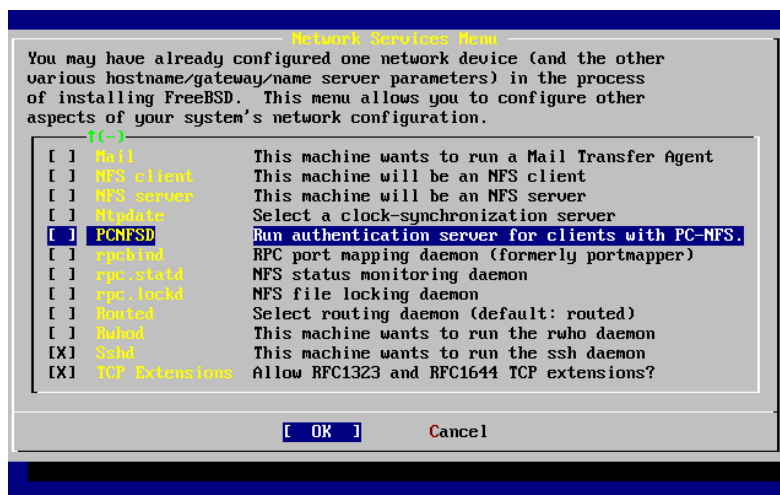 Network Services Menu
You may have already configured one network device (and the other
various hostname/gateway/name server parameters) in the process
of installing FreeBSD.  This menu allows you to configure other
aspects of your system's network configuration.
↑(-)
[ ] Mail This machine wants to run a Mail Transfer Agent
[ ] NFS client This machine will be an NFS client
[ ] NFS server This machine will be an NFS server
[ ] Ntpdate Select a clock-synchronization server
[ ] PCNFSD Run authentication server for clients with PC-NFS.
[ ] rpcbind RPC port mapping daemon (formerly portmapper)
[ ] rpc.statd NFS status monitoring daemon
[ ] rpc.lockd NFS file locking daemon
[ ] Routed Select routing daemon (default: routed)
[ ] Rwhod This machine wants to run the rwho daemon
[X] Sshd This machine wants to run the ssh daemon
[X] TCP Extensions Allow RFC1323 and RFC1644 TCP extensions?
[ OK ] Cancel